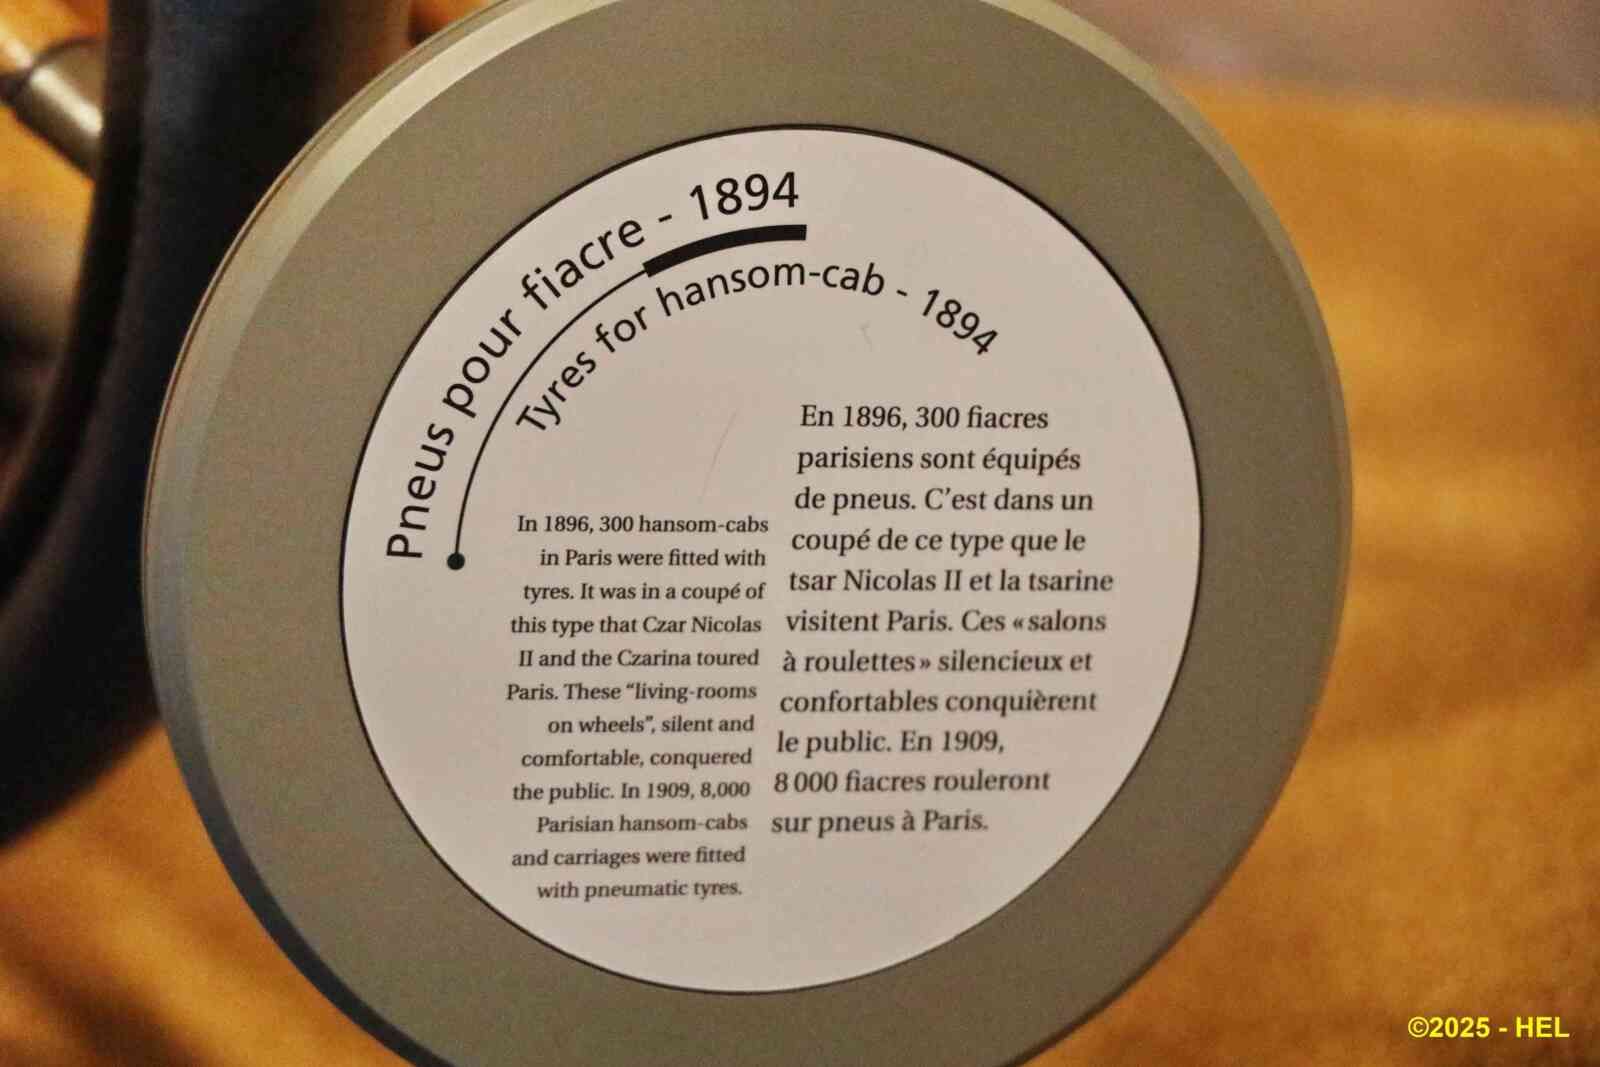 Pneus pour fiacre - 1894
Tyres for hansom-cab - 1894
In 1896, 300 hansom-cabs
in Paris were fitted with
tyres. It was in a coupé of
this type that Czar Nicolas
II and the Czarina toured
Paris. These “living-rooms
on wheels”, silent and
comfortable, conquered
the public. In 1909, 8,000
Parisian hansom-cabs
and carriages were fitted
with pneumatic tyres.
En 1896, 300 fiacres
parisiens sont équipés
de pneus. C’est dans un
coupé de ce type que le
tsar Nicolas II et la tsarine
visitent Paris. Ces « salons
à roulettes » silencieux et
confortables conquièrent
le public. En 1909,
8 000 fiacres rouleront
sur pneus à Paris.
©2025 - HEL